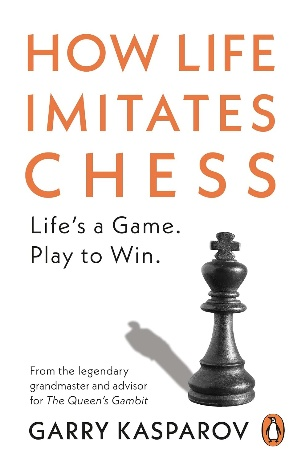 HOW LIFE
IMITATES
CHESS
Life's a Game.
Play to Win.
From the legendary
grandmaster and advisor
for The Queen's Gambit
GARRY KASPAROV